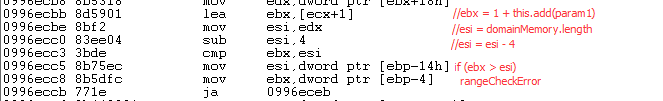 0996ecb8 8b5318 mov edx,dword ptr [ebx+18h]
0996ecbb 8d5901 lea ebx,[ecx+1] //ebx = 1 + this.add(param1)
0996ecbe 8bf2 mov esi,edx //esi = domainMemory.length
0996ecc0 83ee04 sub esi,4 //esi = esi - 4
0996ecc3 3bde cmp ebx,esi
0996ecc5 8b75ec mov esi,dword ptr [ebp-14h] if (ebx > esi)
0996ecc8 8b5dfc mov ebx,dword ptr [ebp-4] rangeCheckError
0996eccb 771e ja 0996eceb